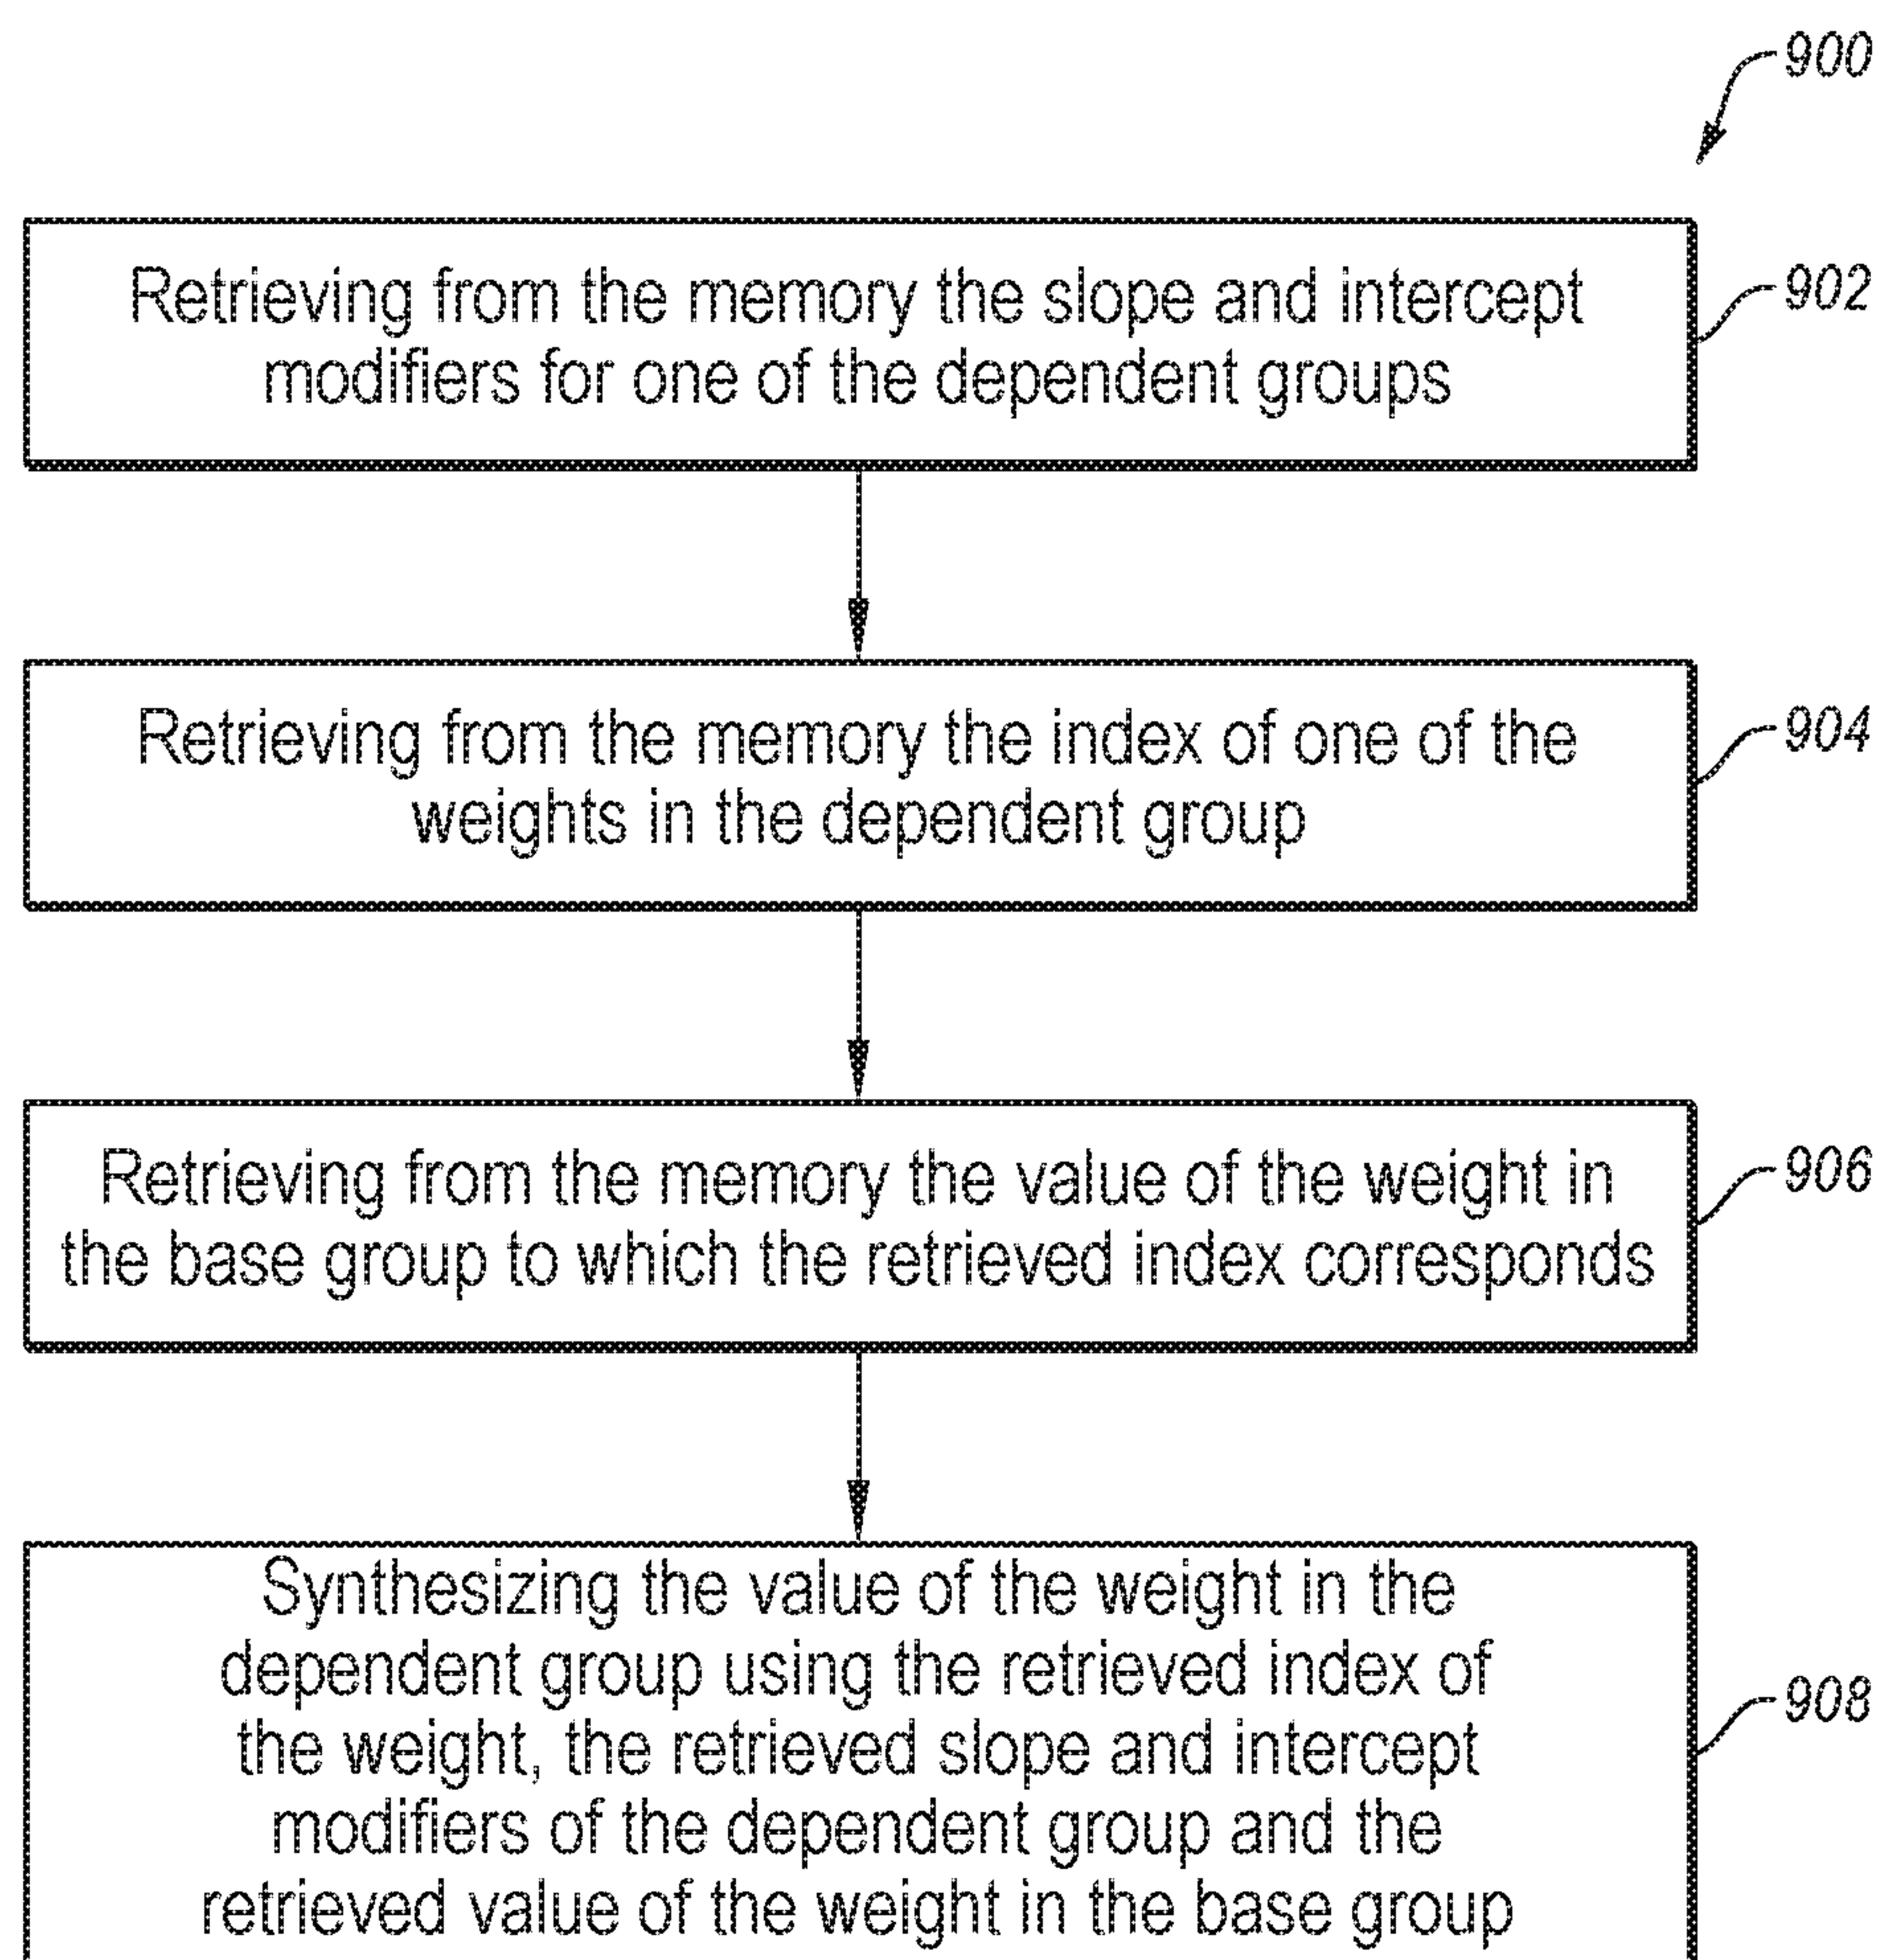 900
Retrieving from the memory the slope and intercept
modifiers for one of the dependent groups
902
Retrieving from the memory the index of one of the
weights in the dependent group
904
Retrieving from the memory the value of the weight in
the base group to which the retrieved index corresponds
906
Synthesizing the value of the weight in the
dependent group using the retrieved index of
the weight, the retrieved slope and intercept
modifiers of the dependent group and the
retrieved value of the weight in the base group
908